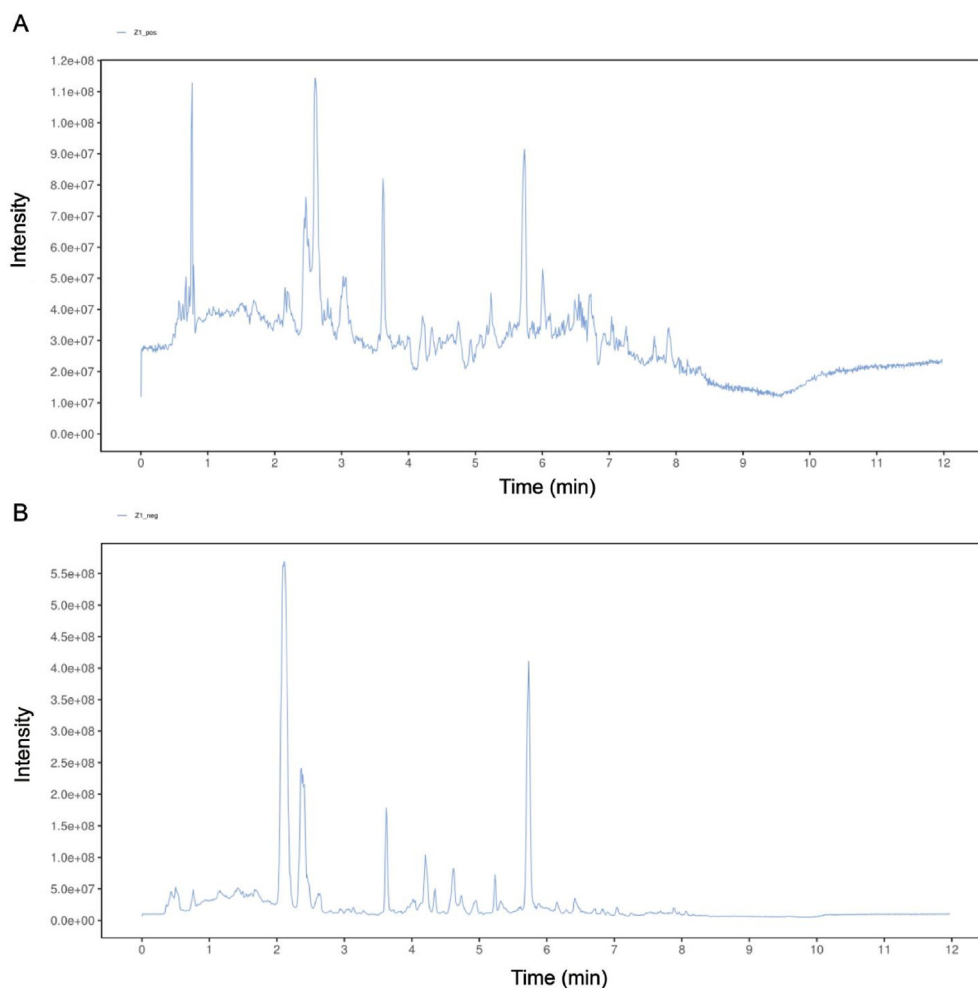 A
Z1_pos
1.2e+08
1.1e+08
1.0e+08
9.0e+07
8.0e+07
7.0e+07
6.0e+07
5.0e+07
4.0e+07
3.0e+07
2.0e+07
1.0e+07
0.0e+00
Intensity
0 1 2 3 4 5 6 7 8 9 10 11 12
Time (min)
B
Z1_neg
5.5e+08
5.0e+08
4.5e+08
4.0e+08
3.5e+08
3.0e+08
2.5e+08
2.0e+08
1.5e+08
1.0e+08
5.0e+07
0.0e+00
Intensity
0 1 2 3 4 5 6 7 8 9 10 11 12
Time (min)